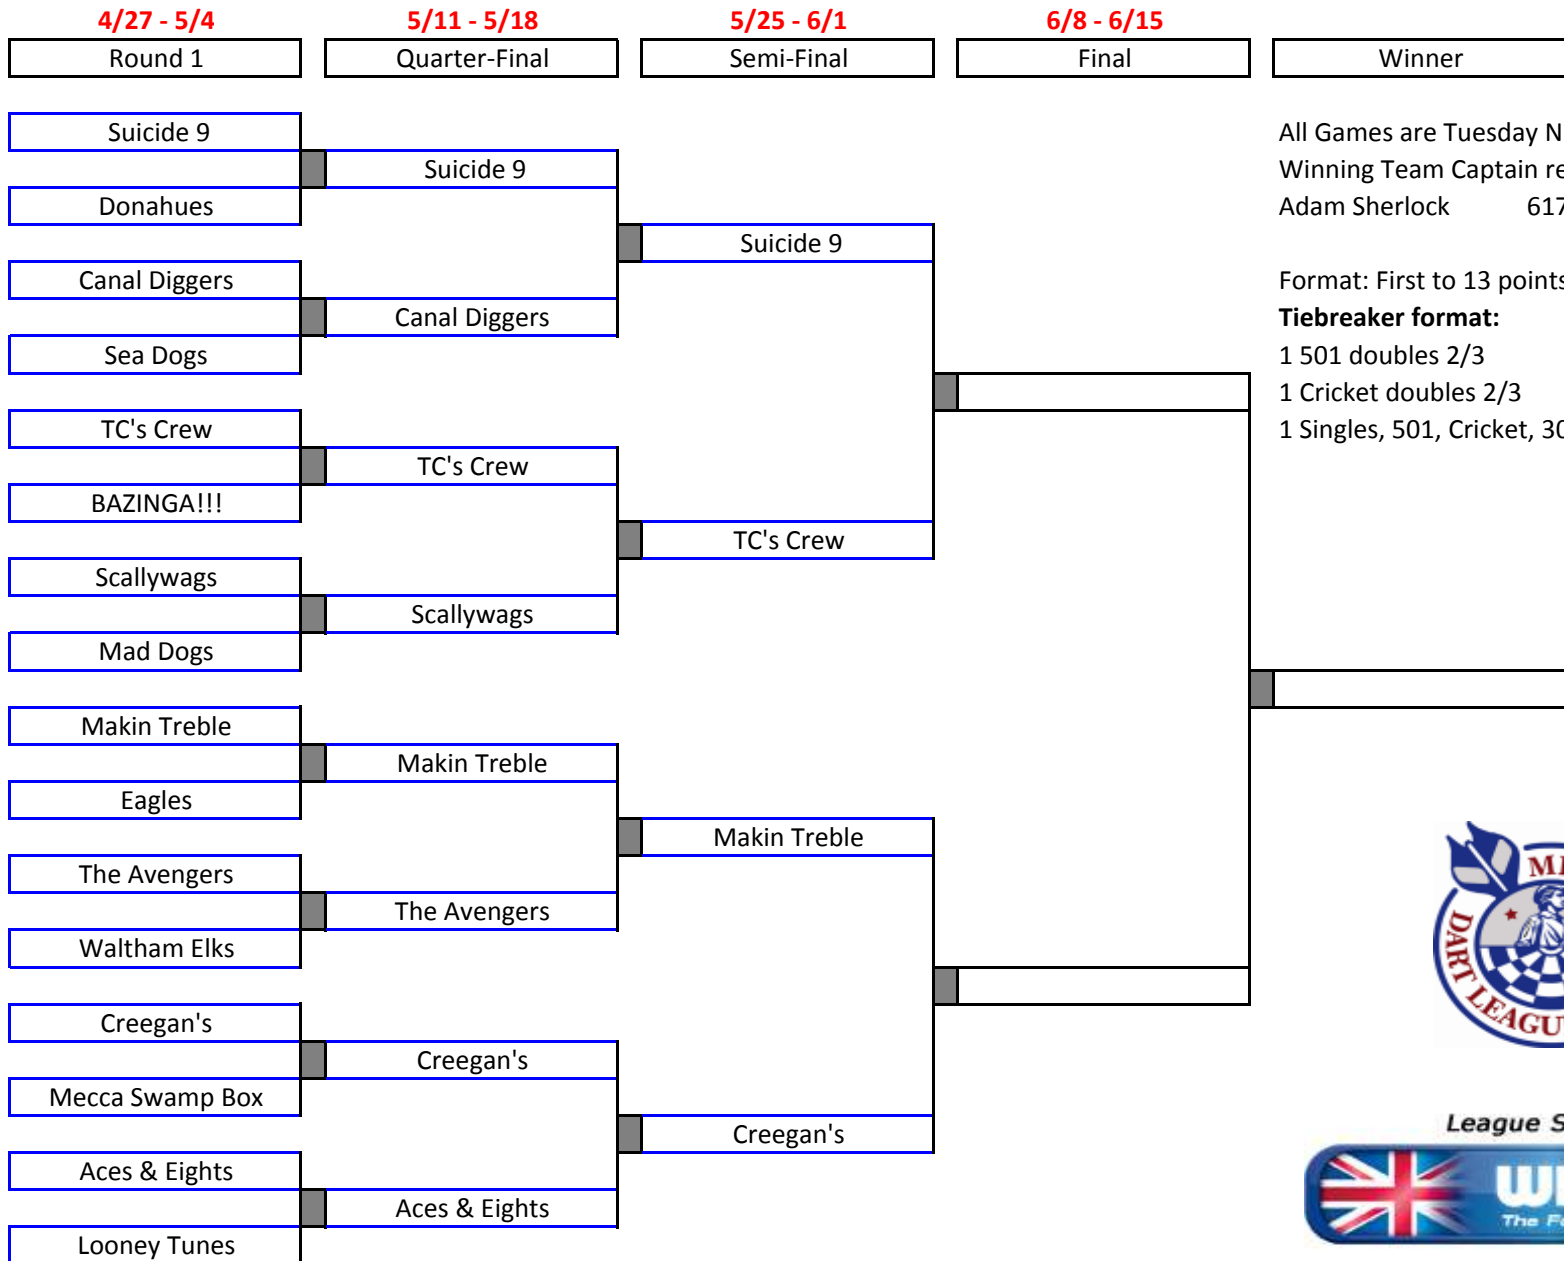 4/27 - 5/4 5/11 - 5/18 5/25 - 6/1 6/8 - 6/15
Round 1 Quarter-Final Semi-Final Final Winner
Suicide 9
Donahues
Canal Diggers
Sea Dogs
TC's Crew
BAZINGA!!!
Scallywags
Mad Dogs
Makin Treble
Eagles
The Avengers
Waltham Elks
Creegan's
Mecca Swamp Box
Aces & Eights
Looney Tunes
Suicide 9
Canal Diggers
TC's Crew
Scallywags
Makin Treble
The Avengers
Creegan's
Aces & Eights
Suicide 9
TC's Crew
Makin Treble
Creegan's
All Games are Tuesday
Winning Team Captain
Adam Sherlock 617
Format: First to 13 points
Tiebreaker format:
1 501 doubles 2/3
1 Cricket doubles 2/3
1 Singles, 501, Cricket,
DART
League
The